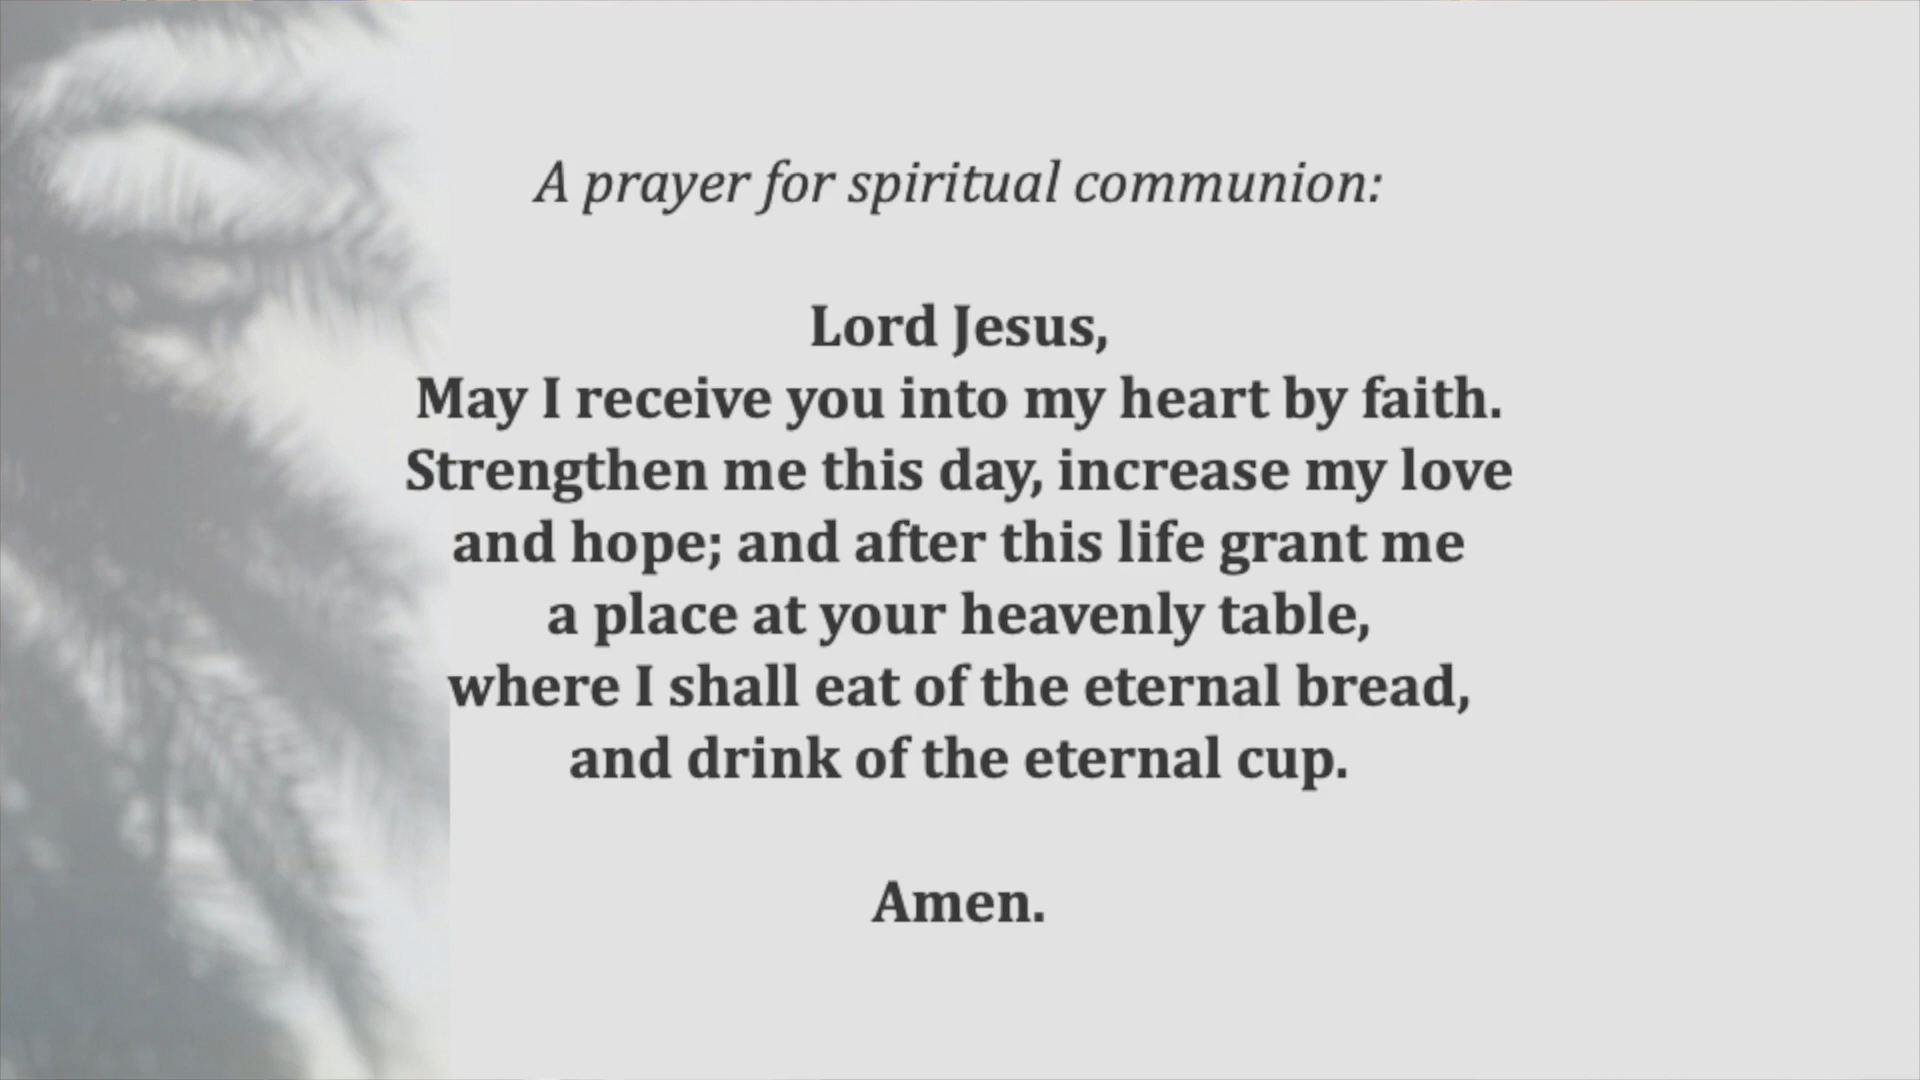 A prayer for spiritual communion:
Lord Jesus,
May I receive you into my heart by faith.
Strengthen me this day, increase my love
and hope; and after this life grant me
a place at your heavenly table,
where I shall eat of the eternal bread,
and drink of the eternal cup.
Amen.